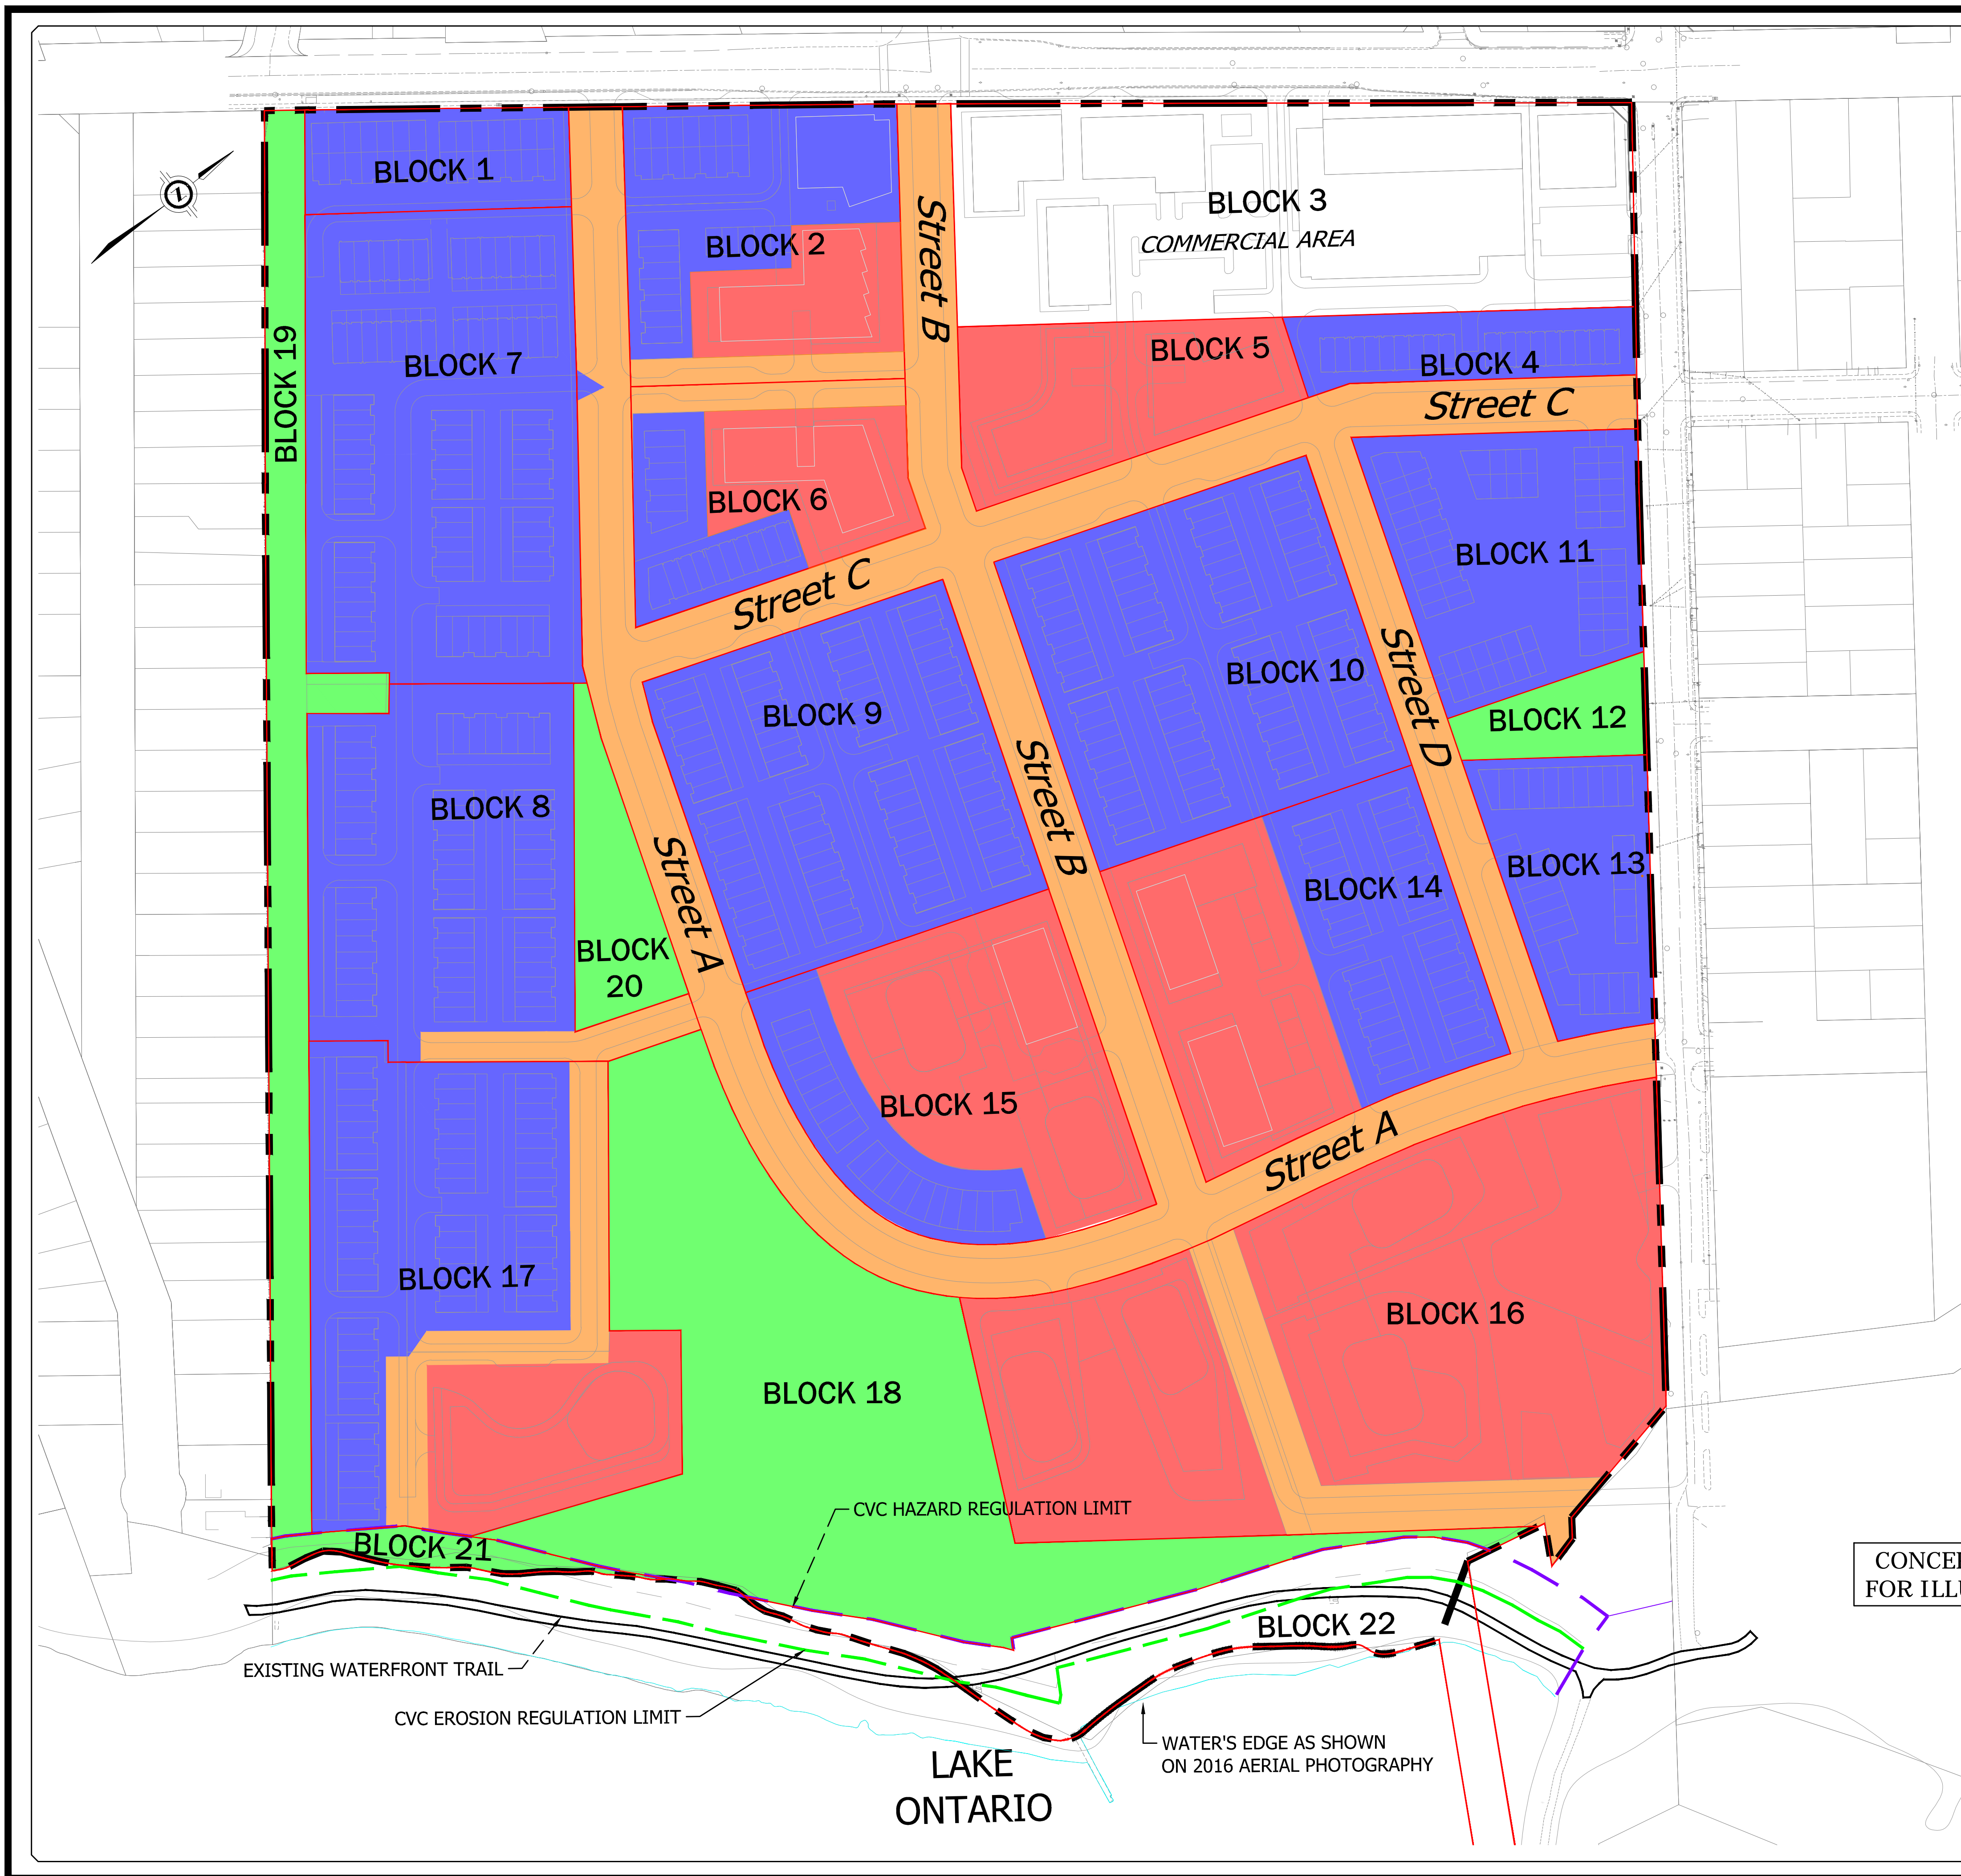 BLOCK 1
BLOCK 2
Street B
BLOCK 3
COMMERCIAL AREA
BLOCK 19
BLOCK 7
BLOCK 5
BLOCK 4
Street C
BLOCK 6
BLOCK 11
Street C
BLOCK 9
BLOCK 10
Street D
BLOCK 12
BLOCK 8
Street B
Street A
BLOCK 14
BLOCK 13
BLOCK
20
BLOCK 15
Street A
BLOCK 17
BLOCK 16
BLOCK 18
CVC HAZARD REGULATION LIMIT
BLOCK 21
CONCE
FOR ILLU
BLOCK 22
EXISTING WATERFRONT TRAIL
CVC EROSION REGULATION LIMIT
WATER'S EDGE AS SHOWN
ON 2016 AERIAL PHOTOGRAPHY
LAKE
ONTARIO